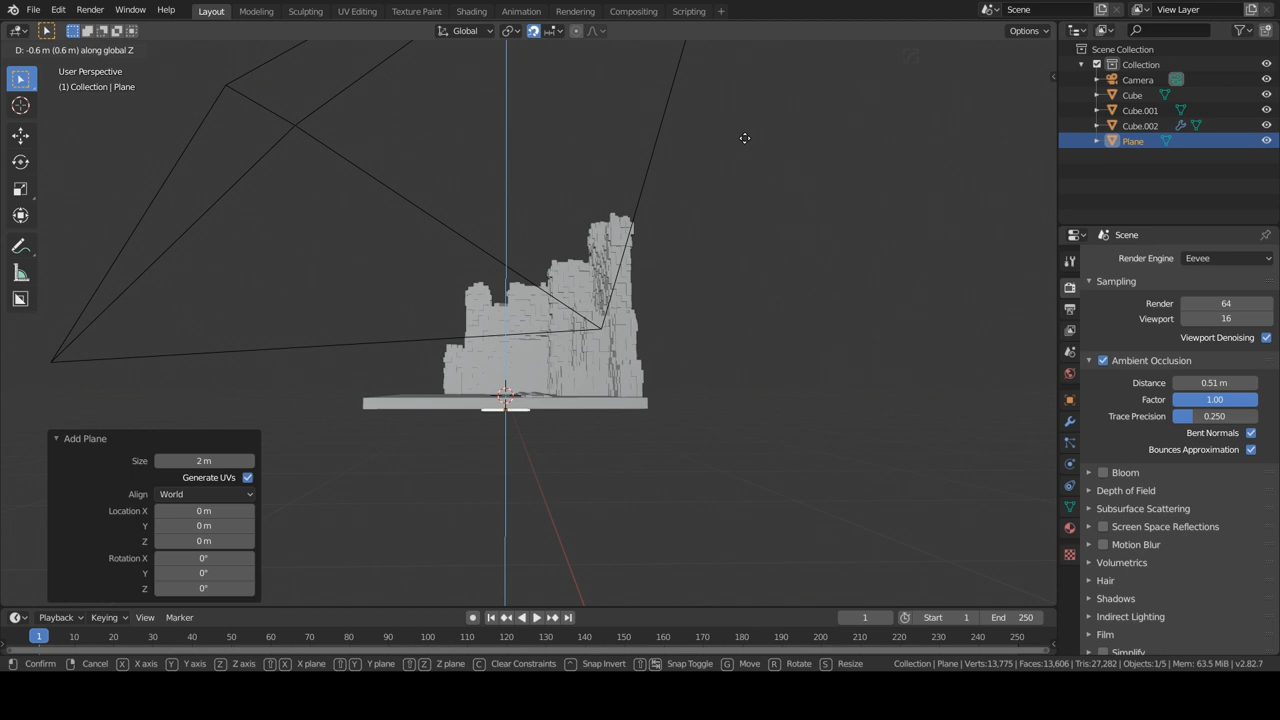 File Edit Render Window Help Layout Modeling Sculpting UV Editing Texture Paint Shading Animation Rendering Compositing Scripting + Scene View Layer
Global Options
D: -0.6 m (0.6 m) along global Z
User Perspective
(1) Collection | Plane
Scene Collection
Collection
Camera
Cube
Cube.001
Cube.002
Plane
Scene
Render Engine Eevee
Sampling
Render 64
Viewport 16
Viewport Denoising
Ambient Occlusion
Distance 0.51 m
Factor 1.00
Trace Precision 0.250
Bent Normals
Bounces Approximation
Bloom
Depth of Field
Subsurface Scattering
Screen Space Reflections
Motion Blur
Volumetrics
Hair
Shadows
Indirect Lighting
Film
Simplify
Add Plane
Size 2 m
Generate UVs
Align World
Location X 0 m
Y 0 m
Z 0 m
Rotation X 0°
Y 0°
Z 0°
Playback Keying View Marker 1 Start 1 End 250
1 10 20 30 40 50 60 70 80 90 100 110 120 130 140 150 160 170 180 190 200 210 220 230 240 250
Confirm Cancel X X axis Y Y axis Z Z axis X X plane Y Y plane Z Z plane C Clear Constraints Snap Invert Snap Toggle G Move R Rotate S Resize Collection | Plane | Verts:13,775 | Faces:13,606 | Tris:27,282 | Objects:1/5 | Mem: 63.5 MiB | v2.82.7